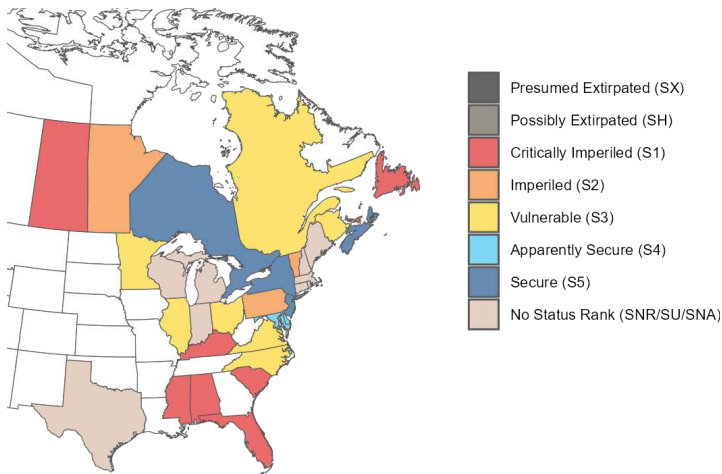 Presumed Extirpated (SX)
Possibly Extirpated (SH)
Critically Imperiled (S1)
Imperiled (S2)
Vulnerable (S3)
Apparently Secure (S4)
Secure (S5)
No Status Rank (SNR/SU/SNA)